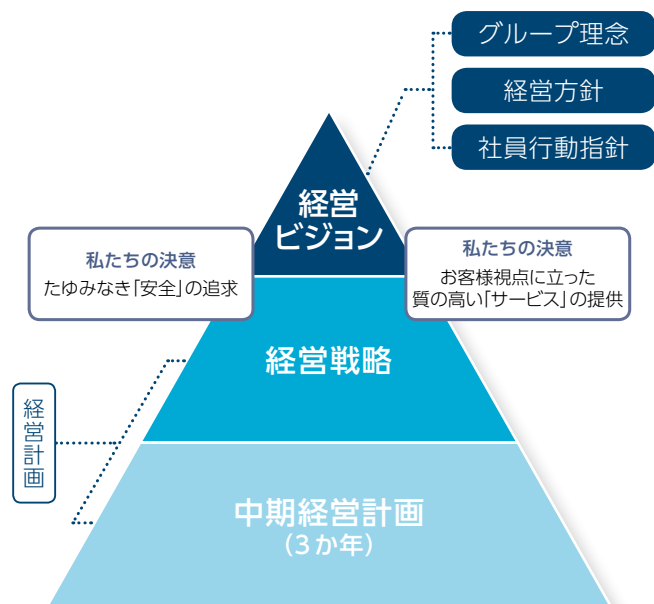 グループ理念
経営方針
社員行動指針
経営
ビジョン
私たちの決意
たゆみなき「安全」の追求
私たちの決意
お客様視点に立った
質の高い「サービス」の提供
経営戦略
経営計画
中期経営計画
(3か年)